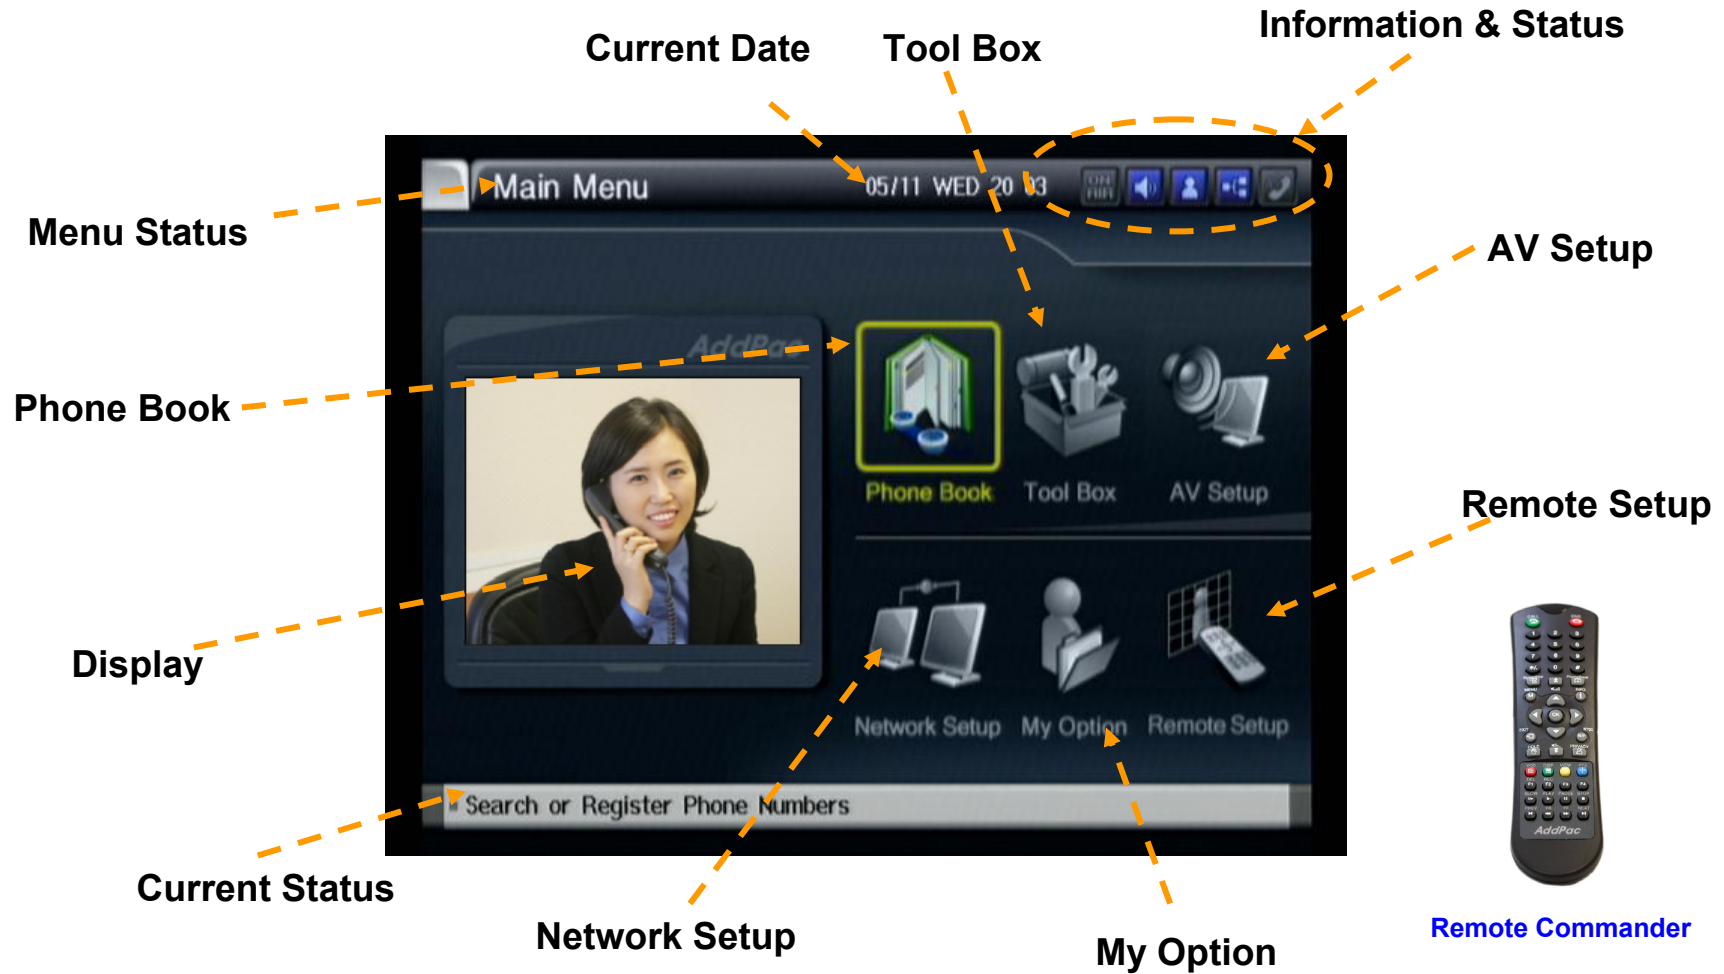 Information & Status
Current Date
Tool Box
Main Menu
05/11 WED 20 03
ON
AIR
Menu Status
AV Setup
AddPac
Phone Book
Phone Book
Tool Box
AV Setup
Remote Setup
Display
Network Setup
My Option
Remote Setup
Search or Register Phone Numbers
AddPac
Current Status
Network Setup
My Option
Remote Commander